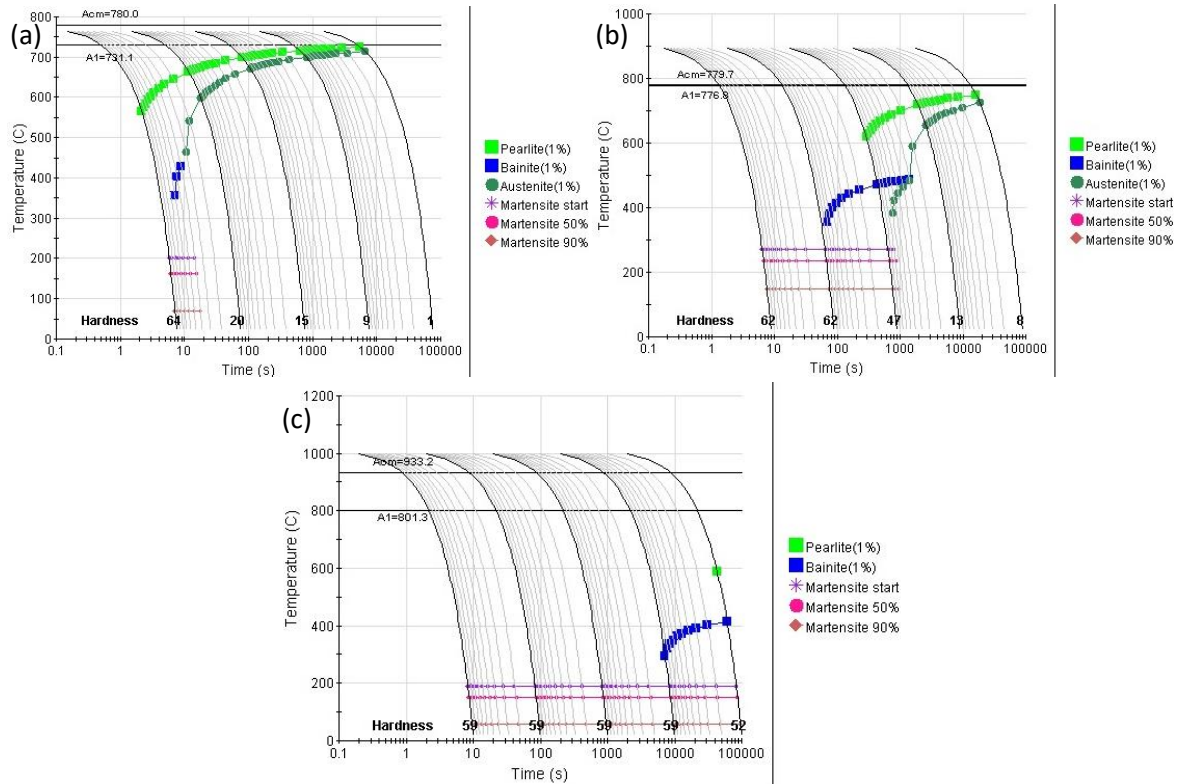 (a)
800
700
600
500
400
300
200
100
0
Temperature (C)
Acm=780.0
A1=731.1
Hardness 64 20 15 9 1
0.1 1 10 100 1000 10000 100000
Time (s)
Pearlite(1%)
Bainite(1%)
Austenite(1%)
Martensite start
Martensite 50%
Martensite 90%
(b)
1000
800
600
400
200
0
Temperature (C)
Acm=779.7
A1=776.8
Hardness 62 62 47 13 8
0.1 1 10 100 1000 10000 100000
Time (s)
Pearlite(1%)
Bainite(1%)
Austenite(1%)
Martensite start
Martensite 50%
Martensite 90%
(c)
1200
1000
800
600
400
200
0
Temperature (C)
Acm=933.2
A1=801.3
Hardness 59 59 59 59 52
0.1 1 10 100 1000 10000 100000
Time (s)
Pearlite(1%)
Bainite(1%)
Martensite start
Martensite 50%
Martensite 90%